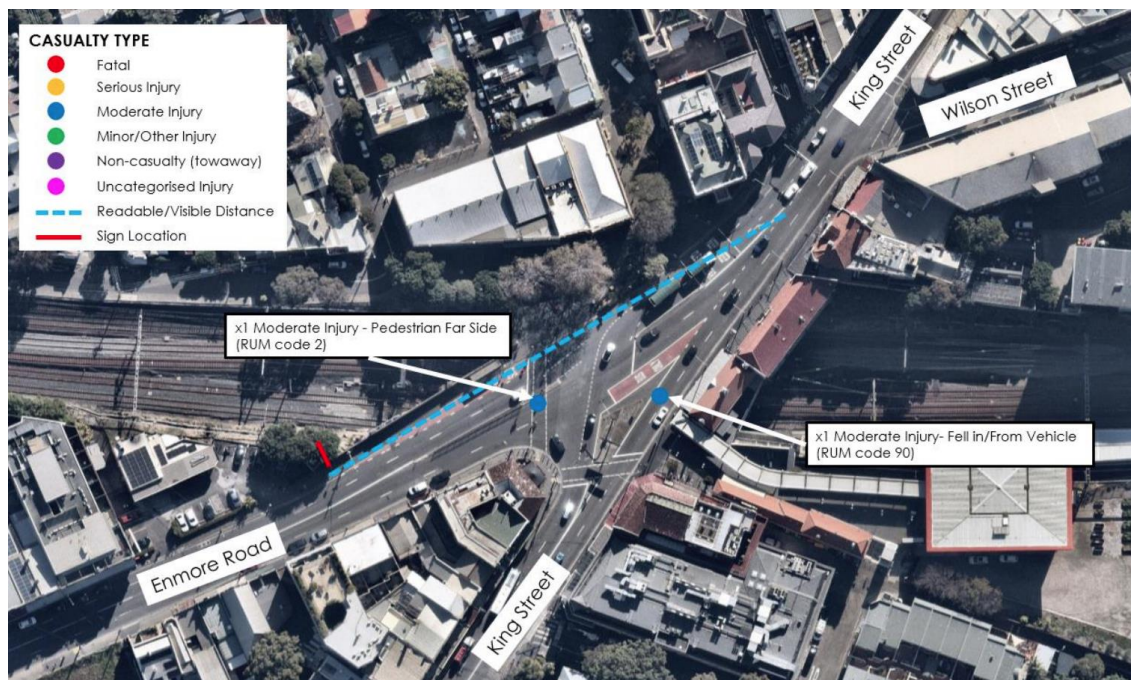 CASUALTY TYPE
Fatal
Serious Injury
Moderate Injury
Minor/Other Injury
Non-casualty (towaway)
Uncategorised Injury
Readable/Visible Distance
Sign Location
King Street
Wilson Street
x1 Moderate Injury - Pedestrian Far Side
(RUM code 2)
x1 Moderate Injury- Fell in/From Vehicle
(RUM code 90)
Enmore Road
King Street